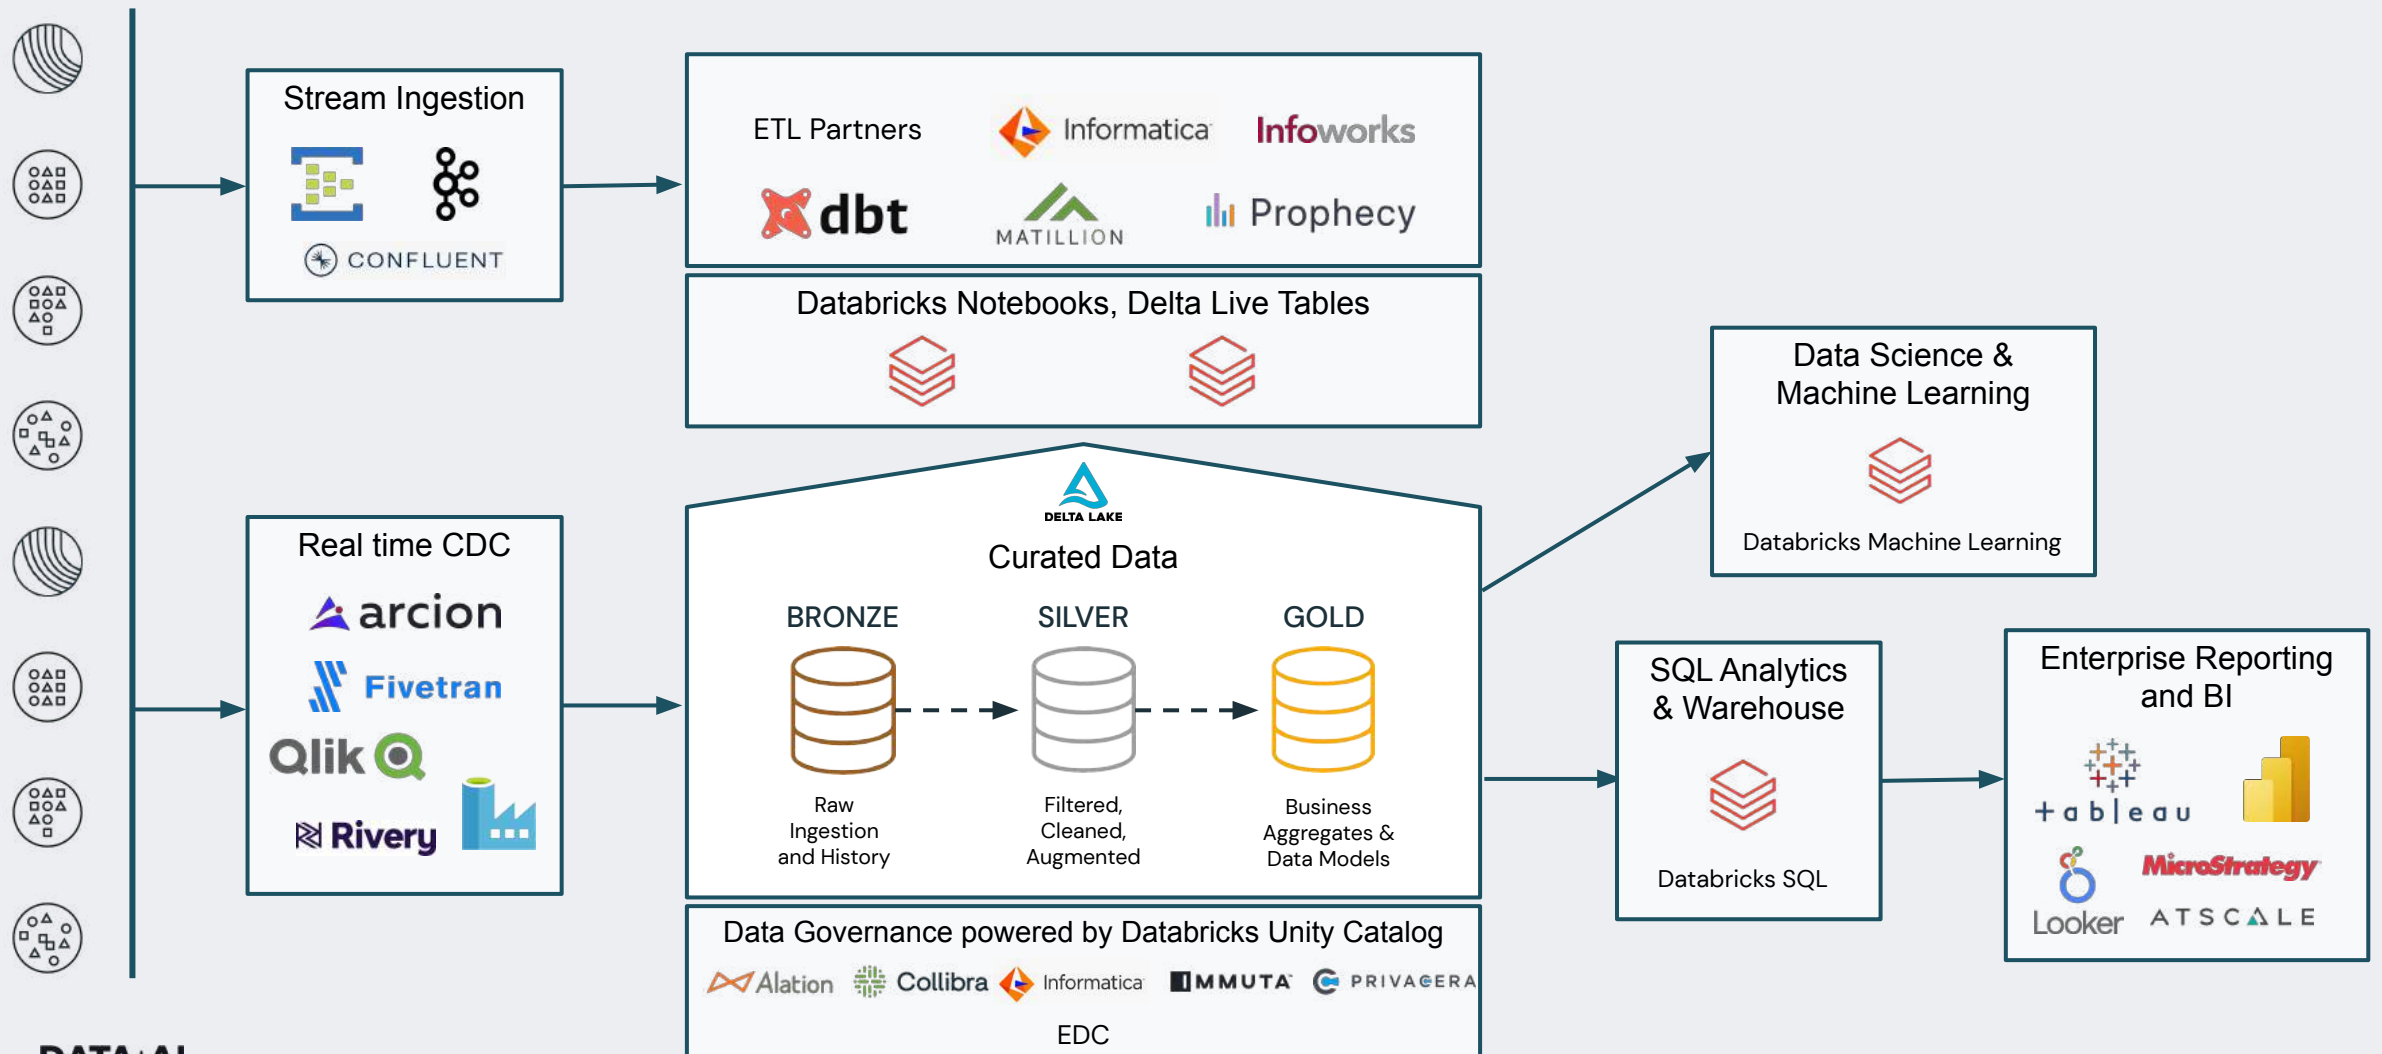 Stream Ingestion
CONFLUENT
ETL Partners
Informatica
Infoworks
dbt
MATILLION
Prophecy
Databricks Notebooks, Delta Live Tables
Real time CDC
arcion
Fivetran
Qlik
Rivery
DELTA LAKE
Curated Data
BRONZE
SILVER
GOLD
Raw
Ingestion
and History
Filtered,
Cleaned,
Augmented
Business
Aggregates &
Data Models
Data Governance powered by Databricks Unity Catalog
Alation
Collibra
Informatica
IMMUTA
PRIVACERA
EDC
Data Science &
Machine Learning
Databricks Machine Learning
SQL Analytics
& Warehouse
Databricks SQL
Enterprise Reporting
and BI
+ableau
Looker
MicroStrategy
ATSCALE
DATA+AI